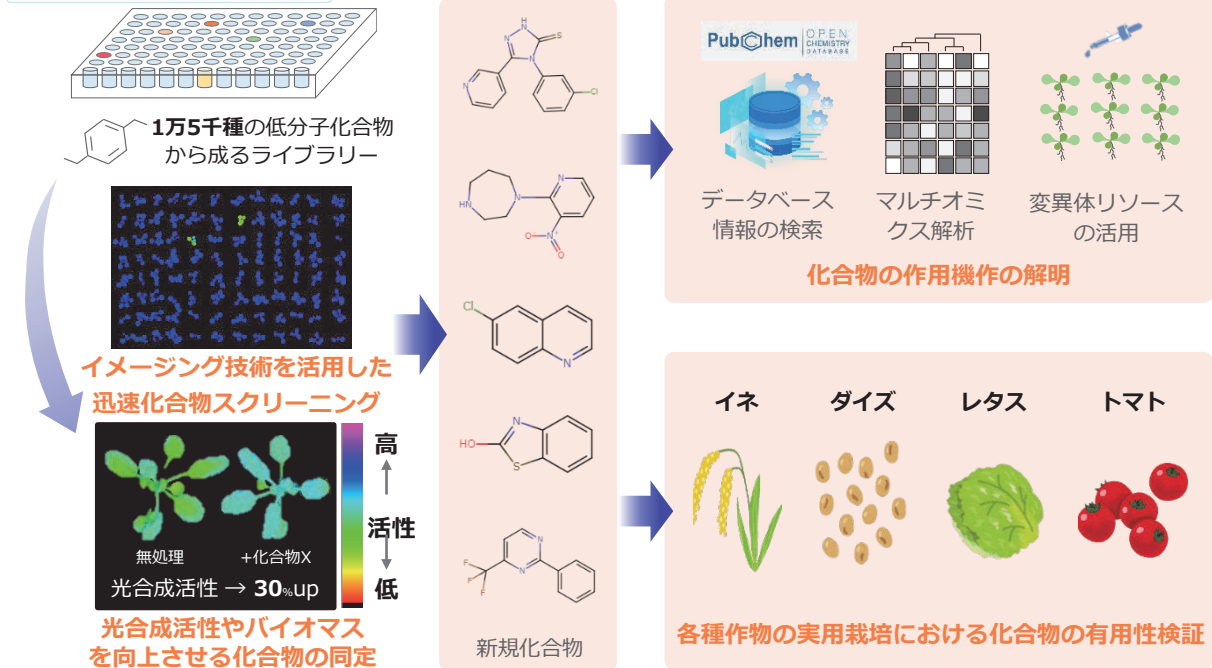 1万5千種の低分子化合物
から成るライブラリー
イメージング技術を活用した
迅速化合物スクリーニング
高
活性
低
無処理
+化合物X
光合成活性 → 30%up
光合成活性やバイオマス
を向上させる化合物の同定
H
N
N
S
N
N
Cl
HN
N
N
O-
N+
O
Cl
N
HO
N
S
N
N
F
F
F
新規化合物
PubChem
OPEN
CHEMISTRY
DATABASE
データベース
情報の検索
マルチオミ
クス解析
変異体リソース
の活用
化合物の作用機作の解明
イネ
ダイズ
レタス
トマト
各種作物の実用栽培における化合物の有用性検証